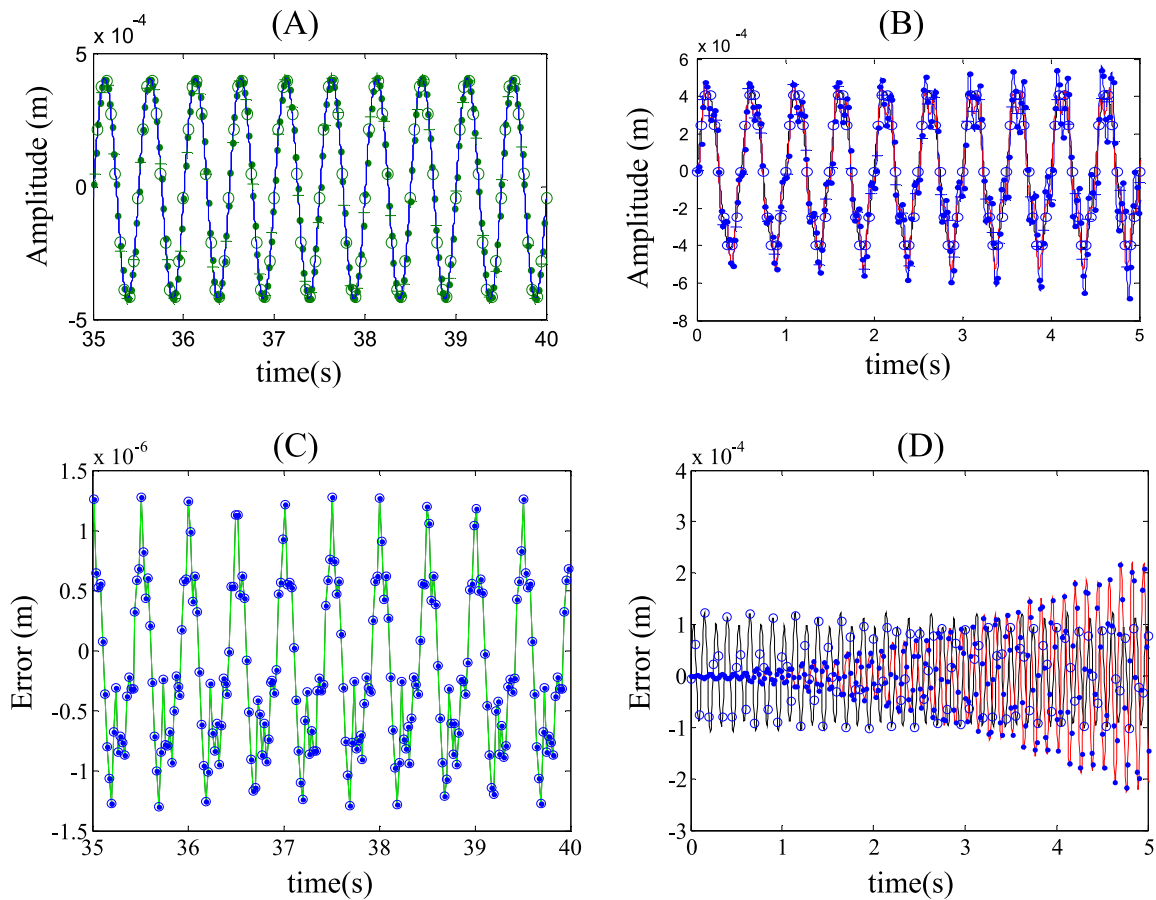 (A)
x 10-4
5
0
-5
Amplitude (m)
35 36 37 38 39 40
time(s)
(B)
x 10-4
6
4
2
0
-2
-4
-6
-8
Amplitude (m)
0 1 2 3 4 5
time(s)
(C)
x 10-6
1.5
1
0.5
0
-0.5
-1
-1.5
Error (m)
35 36 37 38 39 40
time(s)
(D)
x 10-4
4
3
2
1
0
-1
-2
-3
Error (m)
0 1 2 3 4 5
time(s)